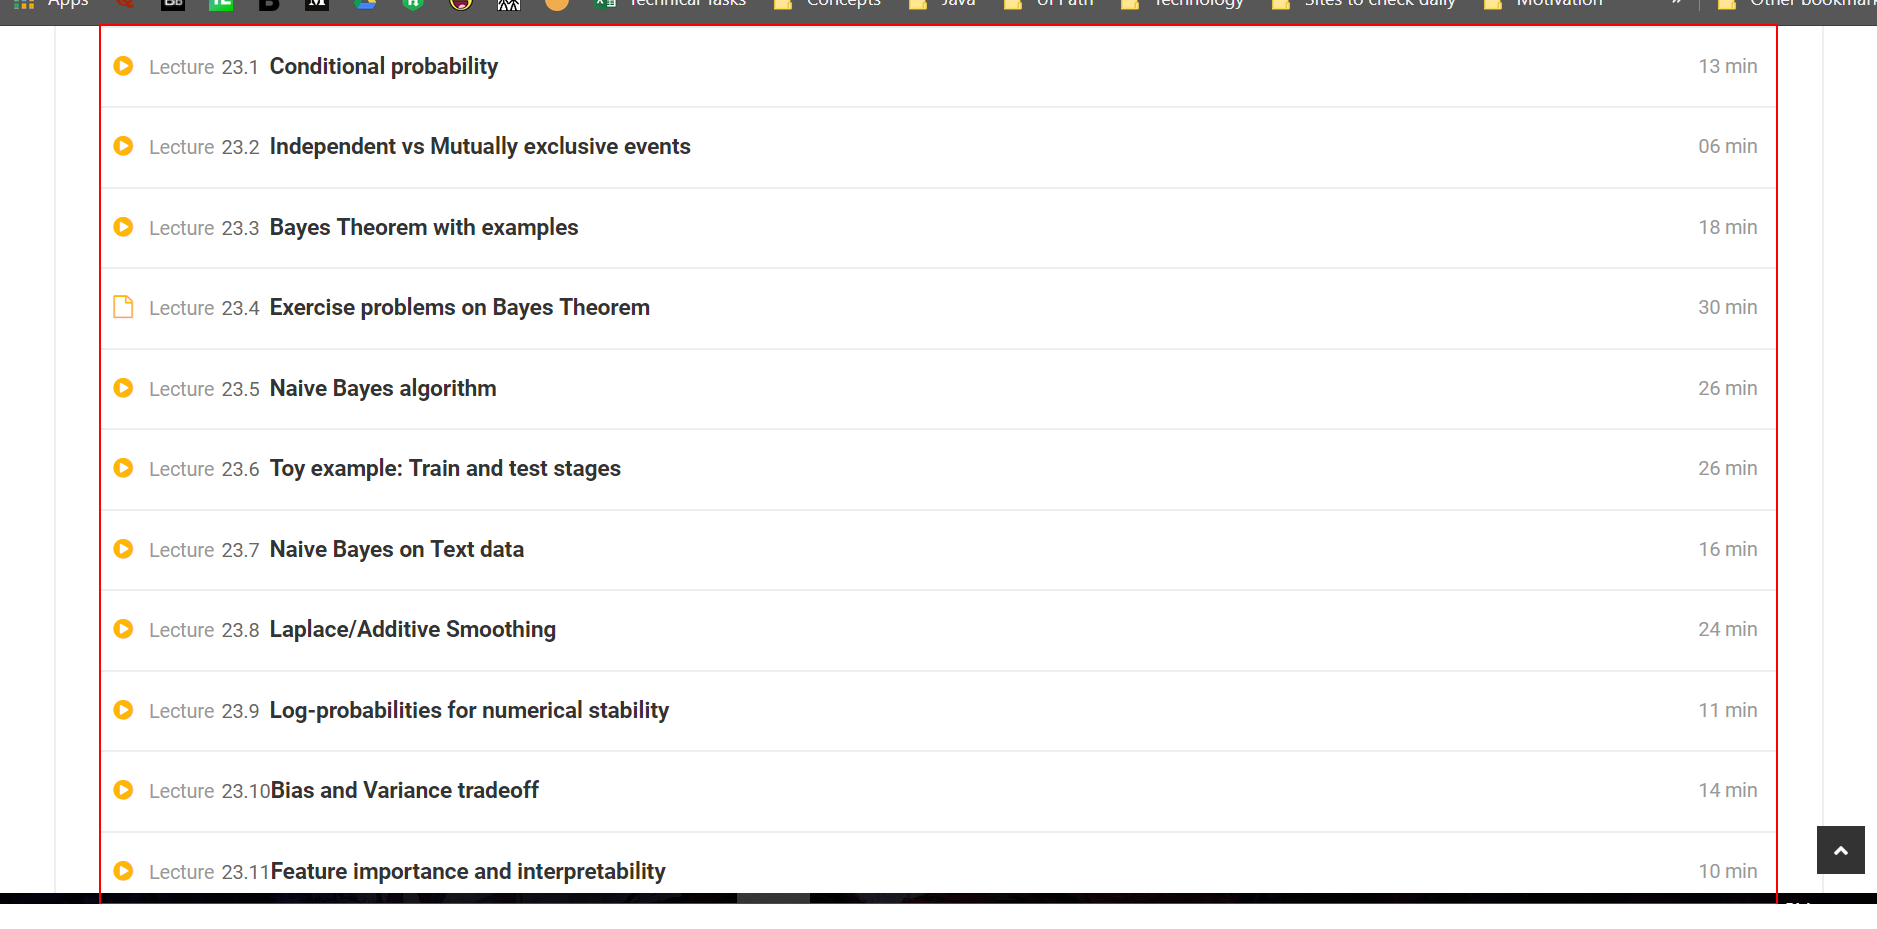 Apps Technical Tasks Concepts Java UI Path Technology Sites to check daily Motivation » Other bookmark
Lecture 23.1 Conditional probability 13 min
Lecture 23.2 Independent vs Mutually exclusive events 06 min
Lecture 23.3 Bayes Theorem with examples 18 min
Lecture 23.4 Exercise problems on Bayes Theorem 30 min
Lecture 23.5 Naive Bayes algorithm 26 min
Lecture 23.6 Toy example: Train and test stages 26 min
Lecture 23.7 Naive Bayes on Text data 16 min
Lecture 23.8 Laplace/Additive Smoothing 24 min
Lecture 23.9 Log-probabilities for numerical stability 11 min
Lecture 23.10Bias and Variance tradeoff 14 min
Lecture 23.11Feature importance and interpretability 10 min